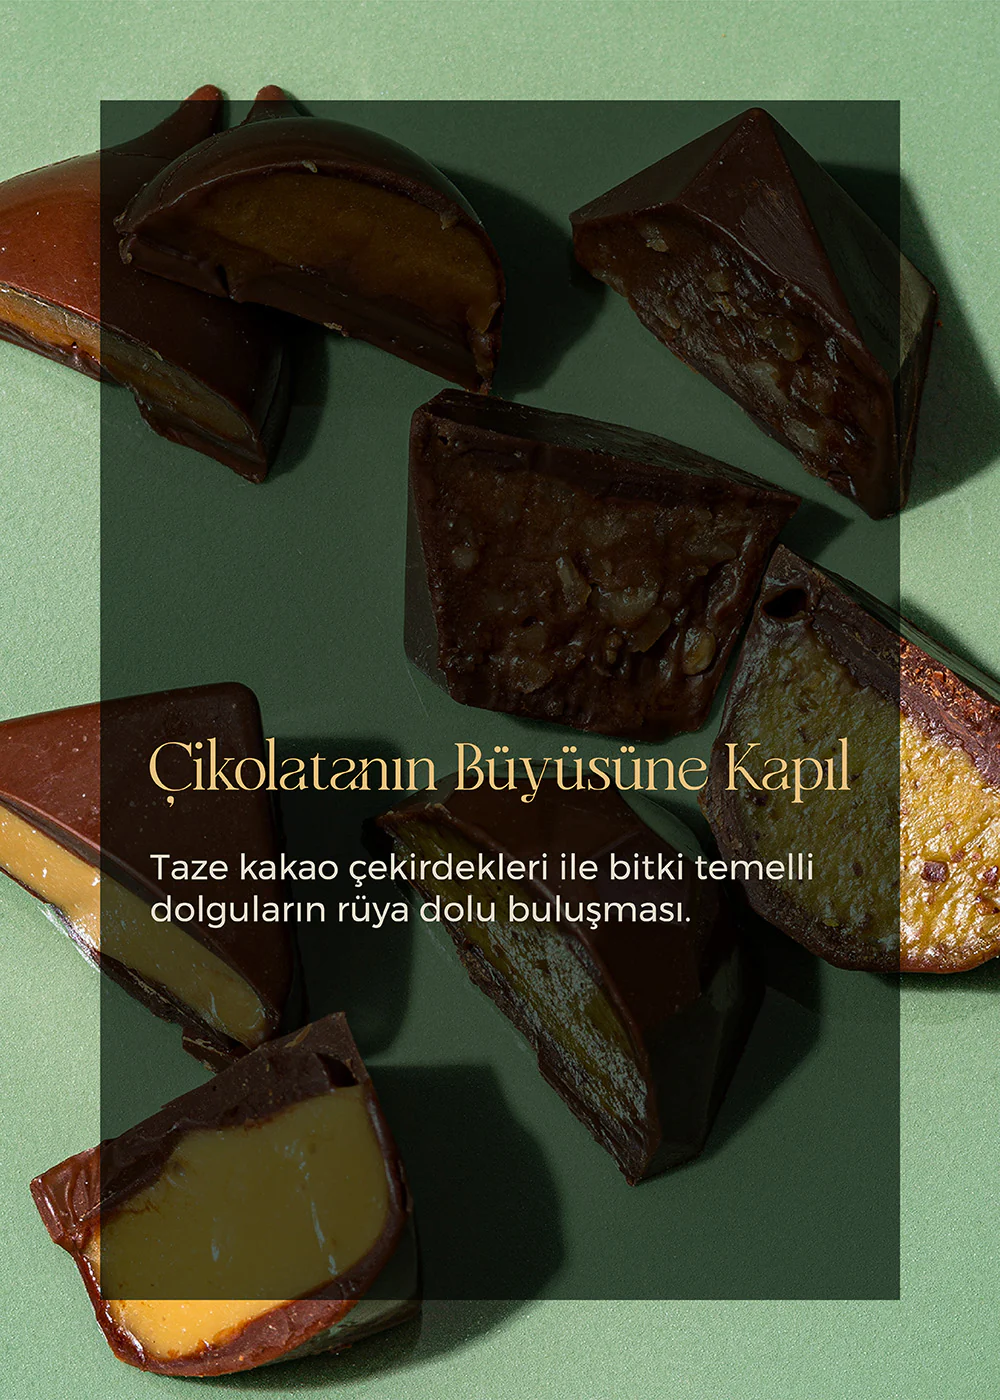 Çikolatanın Büyüsüne Kapıl
Taze kakao çekirdekleri ile bitki temelli
dolguların rüya dolu buluşması.